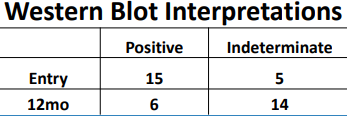 Western Blot Interpretations
Positive Indeterminate
Entry 15 5
12mo 6 14